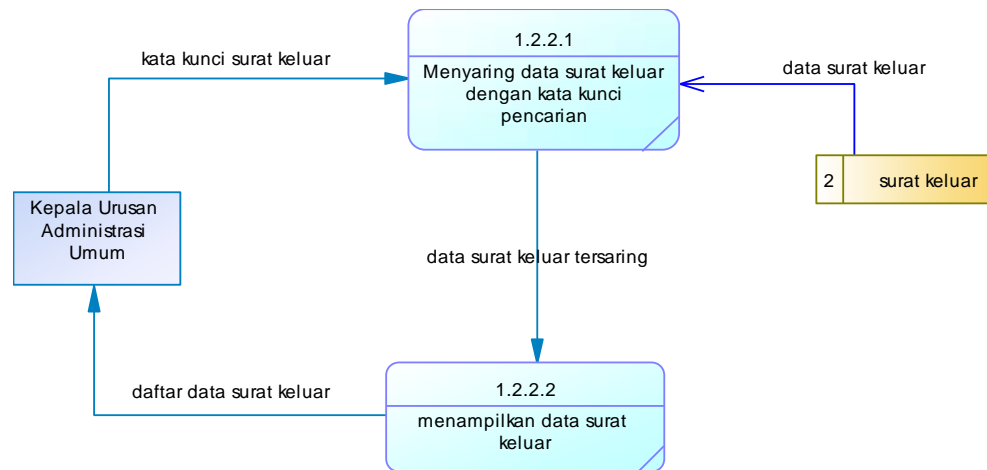 1.2.2.1
kata kunci surat keluar
Menyaring data surat keluar
dengan kata kunci
pencarian
data surat keluar
2
surat keluar
Kepala Urusan
Administrasi
Umum
data surat keluar tersaring
1.2.2.2
daftar data surat keluar
menampilkan data surat
keluar